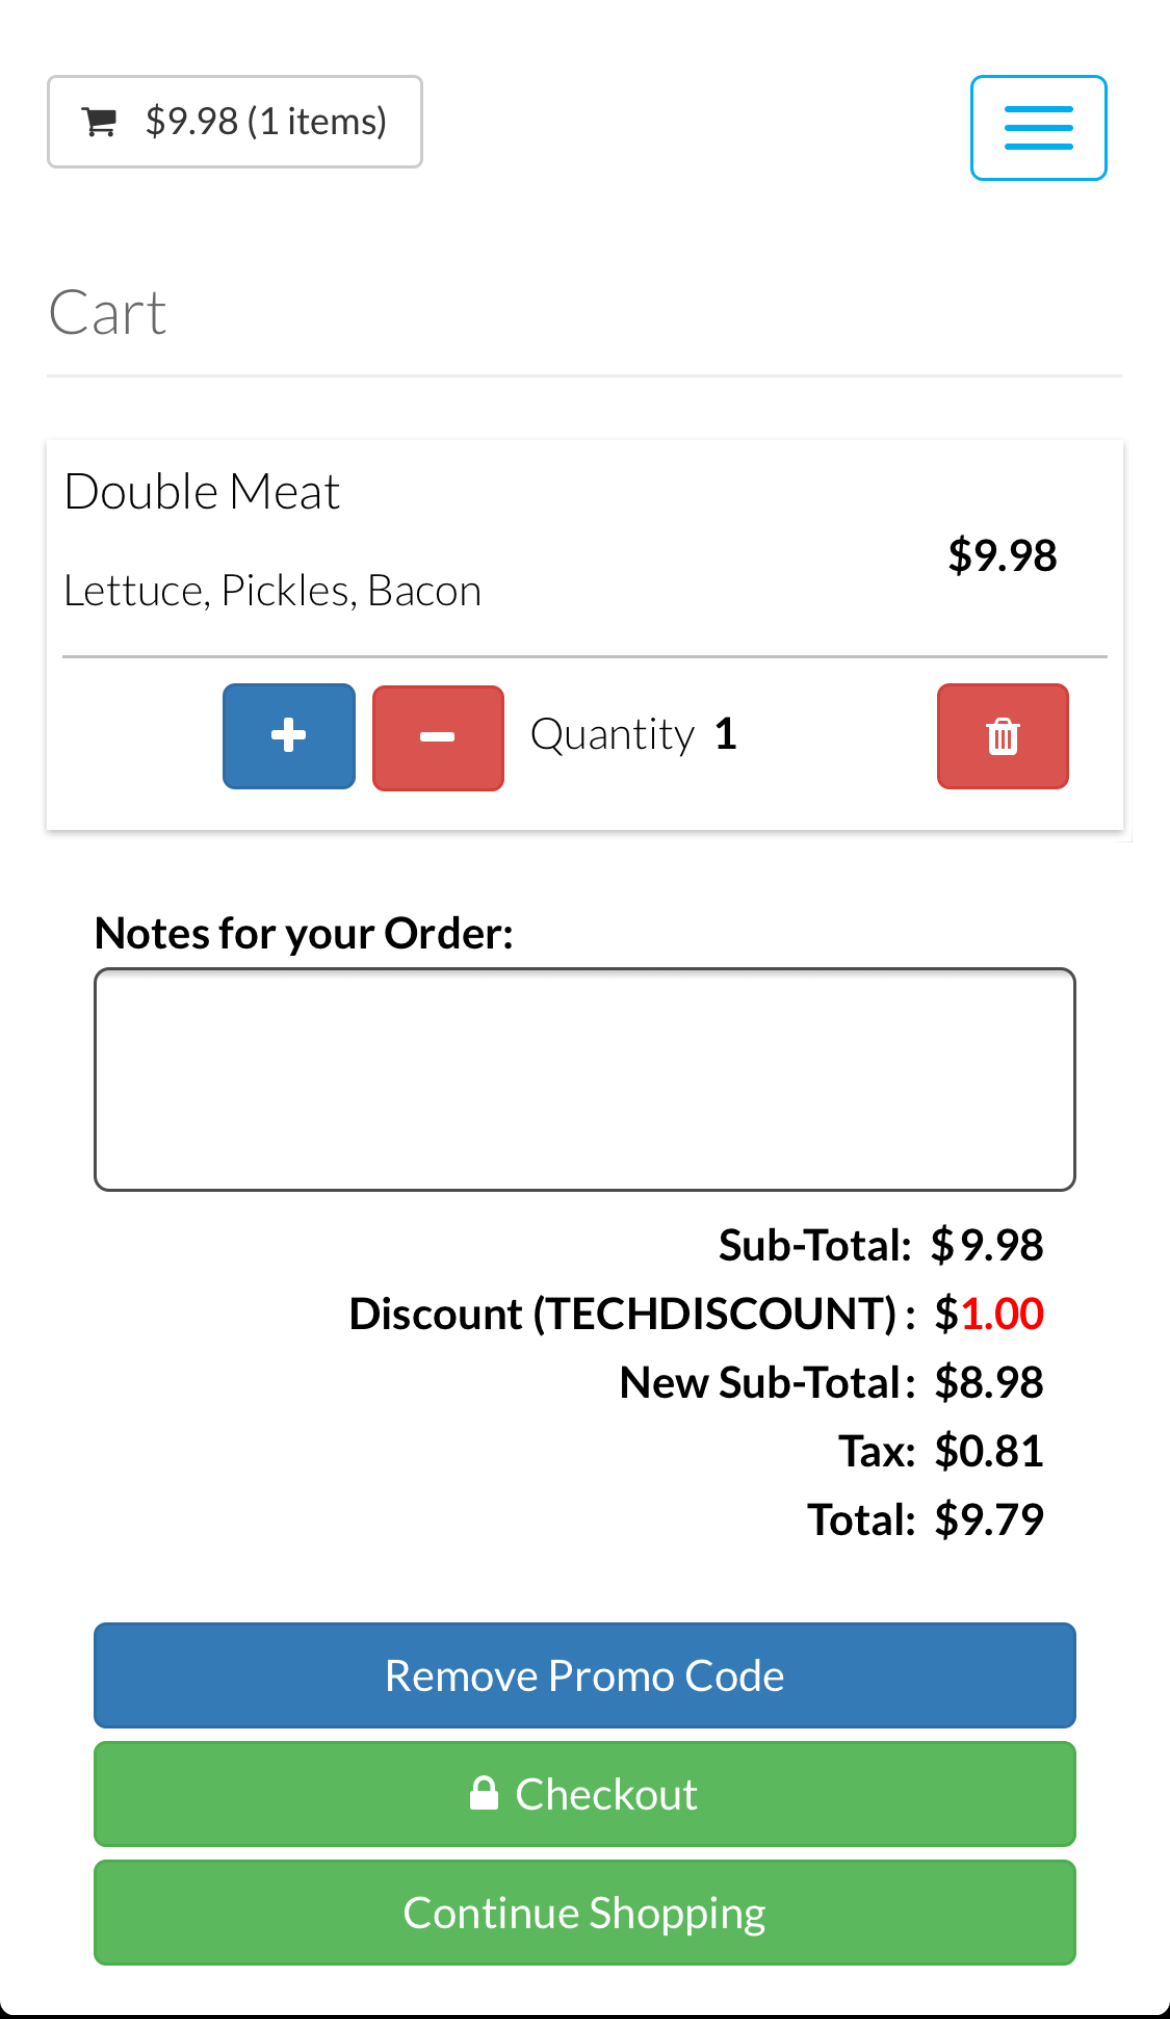 $9.98 (1 items)
Cart
Double Meat
$9.98
Lettuce, Pickles, Bacon
Quantity 1
Notes for your Order:
Sub-Total: $9.98
Discount (TECHDISCOUNT) : $1.00
New Sub-Total: $8.98
Tax: $0.81
Total: $9.79
Remove Promo Code
Checkout
Continue Shopping